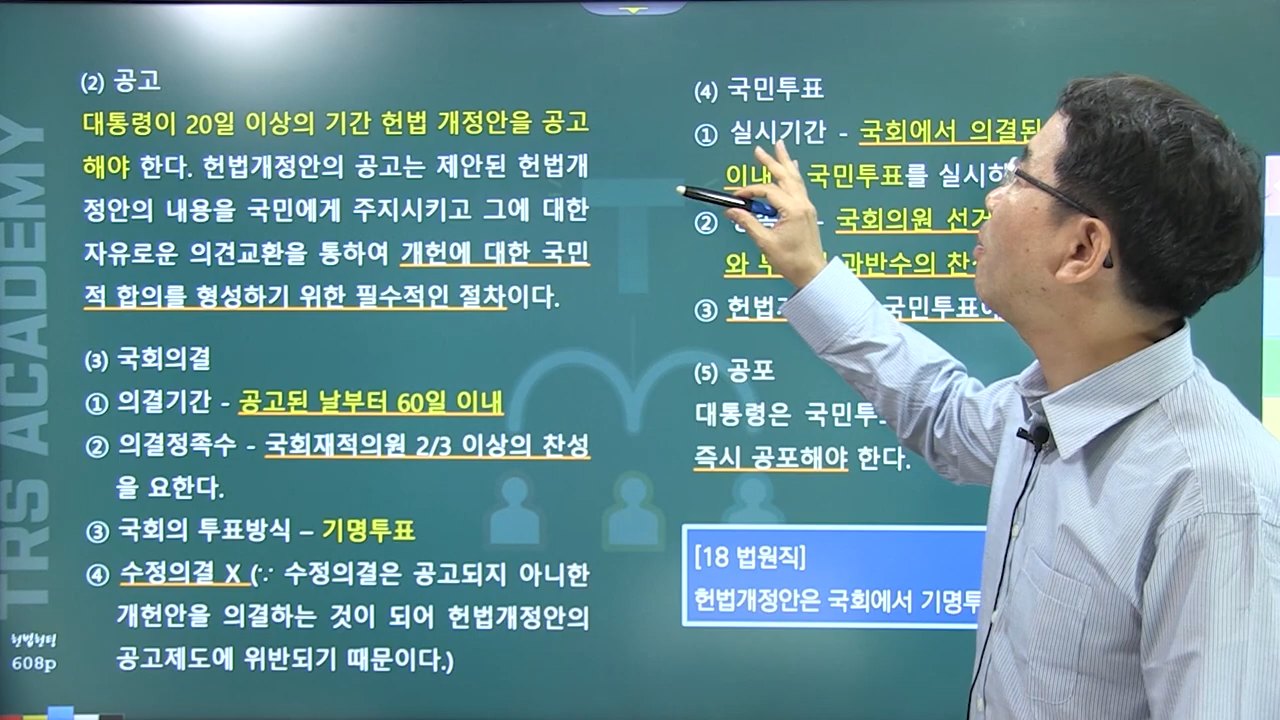 TRS ACADEMY
헌법헌터
608p
(2) 공고
대통령이 20일 이상의 기간 헌법 개정안을 공고
해야 한다. 헌법개정안의 공고는 제안된 헌법개
정안의 내용을 국민에게 주지시키고 그에 대한
자유로운 의견교환을 통하여 개헌에 대한 국민
적 합의를 형성하기 위한 필수적인 절차이다.
(3) 국회의결
① 의결기간 - 공고된 날부터 60일 이내
② 의결정족수 - 국회재적의원 2/3 이상의 찬성
을 요한다.
③ 국회의 투표방식 – 기명투표
④ 수정의결 X (∵ 수정의결은 공고되지 아니한
개헌안을 의결하는 것이 되어 헌법개정안의
공고제도에 위반되기 때문이다.)
(4) 국민투표
① 실시기간 - 국회에서 의결된
이내 국민투표를 실시하
② - 국회의원 선거
와 과반수의 찬성
③ 국민투표에
(5) 공포
대통령은 국민투
즉시 공포해야 한다.
[18 법원직]
헌법개정안은 국회에서 기명투